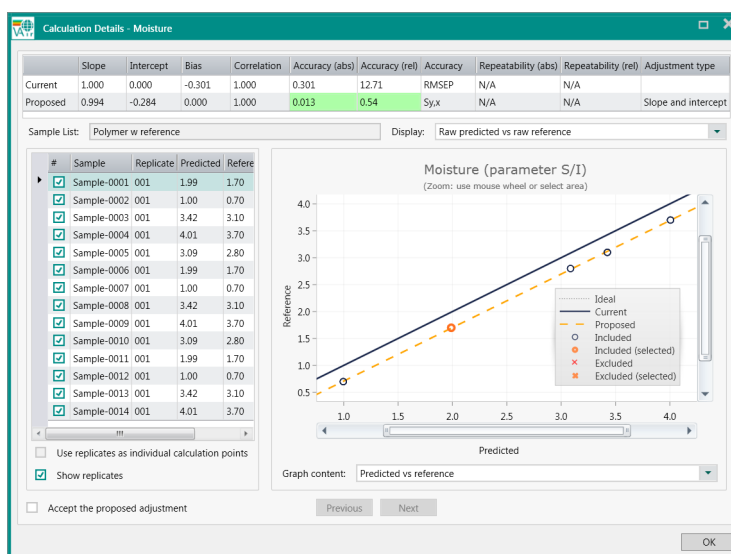 Calculation Details - Moisture
Slope Intercept Bias Correlation Accuracy (abs) Accuracy (rel) Accuracy Repeatability (abs) Repeatability (rel) Adjustment type
Current 1.000 0.000 -0.301 1.000 0.301 12.71 RMSEP N/A N/A
Proposed 0.994 -0.284 0.000 1.000 0.013 0.54 Sy,x N/A N/A Slope and intercept
Sample List: Polymer w reference Display: Raw predicted vs raw reference
# Sample Replicate Predicted Refere
Sample-0001 001 1.99 1.70
Sample-0002 001 1.00 0.70
Sample-0003 001 3.42 3.10
Sample-0004 001 4.01 3.70
Sample-0005 001 3.09 2.80
Sample-0006 001 1.99 1.70
Sample-0007 001 1.00 0.70
Sample-0008 001 3.42 3.10
Sample-0009 001 4.01 3.70
Sample-0010 001 3.09 2.80
Sample-0011 001 1.99 1.70
Sample-0012 001 1.00 0.70
Sample-0013 001 3.42 3.10
Sample-0014 001 4.01 3.70
Use replicates as individual calculation points
Show replicates
Moisture (parameter S/I)
(Zoom: use mouse wheel or select area)
4.0
3.5
3.0
2.5
2.0
1.5
1.0
0.5
Reference
Ideal
Current
Proposed
Included
Included (selected)
Excluded
Excluded (selected)
1.0 1.5 2.0 2.5 3.0 3.5 4.0
Predicted
Graph content: Predicted vs reference
Accept the proposed adjustment
Previous Next
OK